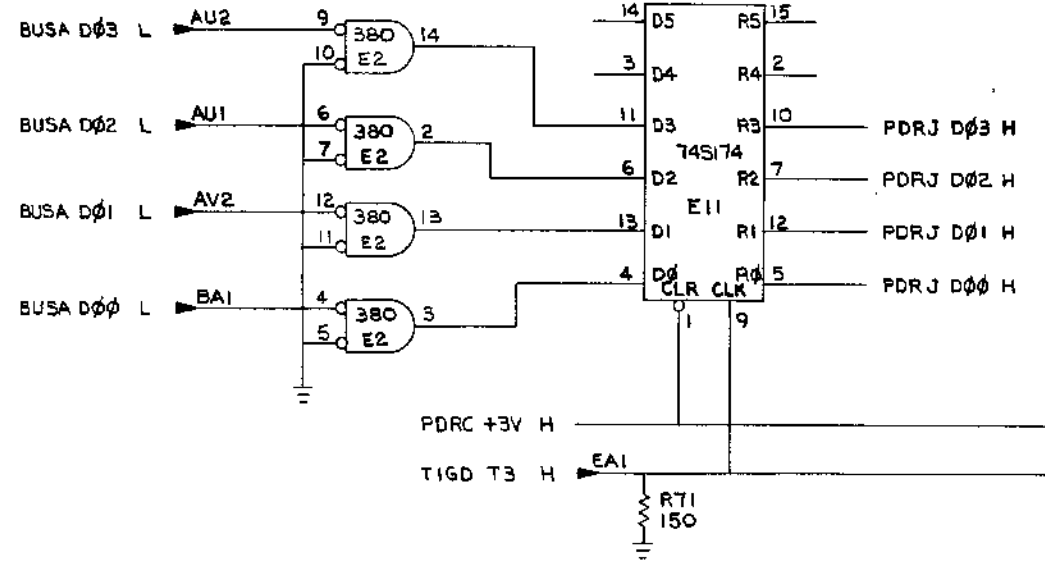 14 D5 R5 15
BUSA DØ3 L AU2 9 380 14
10 E2
3 D4 R4 2
BUSA DØ2 L AU1 6 380 2
7 E2
11 D3 R3 10 PDRJ DØ3 H
74S174
6 D2 R2 7 PDRJ DØ2 H
E11
BUSA DØ1 L AV2 12 380 13
11 E2
13 D1 R1 12 PDRJ DØ1 H
4 DØ RØ 5 PDRJ DØØ H
CLR CLK
1 9
BUSA DØØ L BA1 4 380 3
5 E2
PDRC +3V H
TIGD T3 H EA1
R71
150